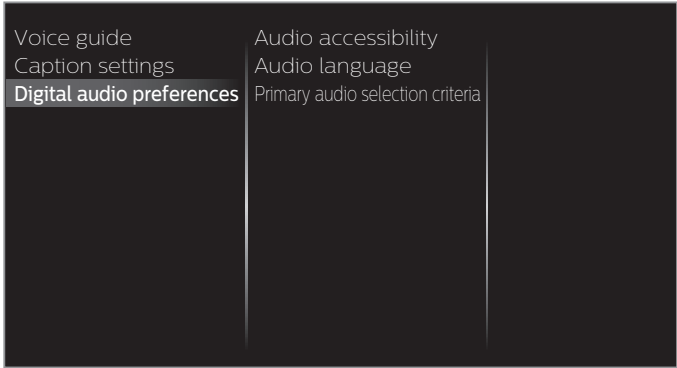 Voice guide
Caption settings
Digital audio preferences
Audio accessibility
Audio language
Primary audio selection criteria